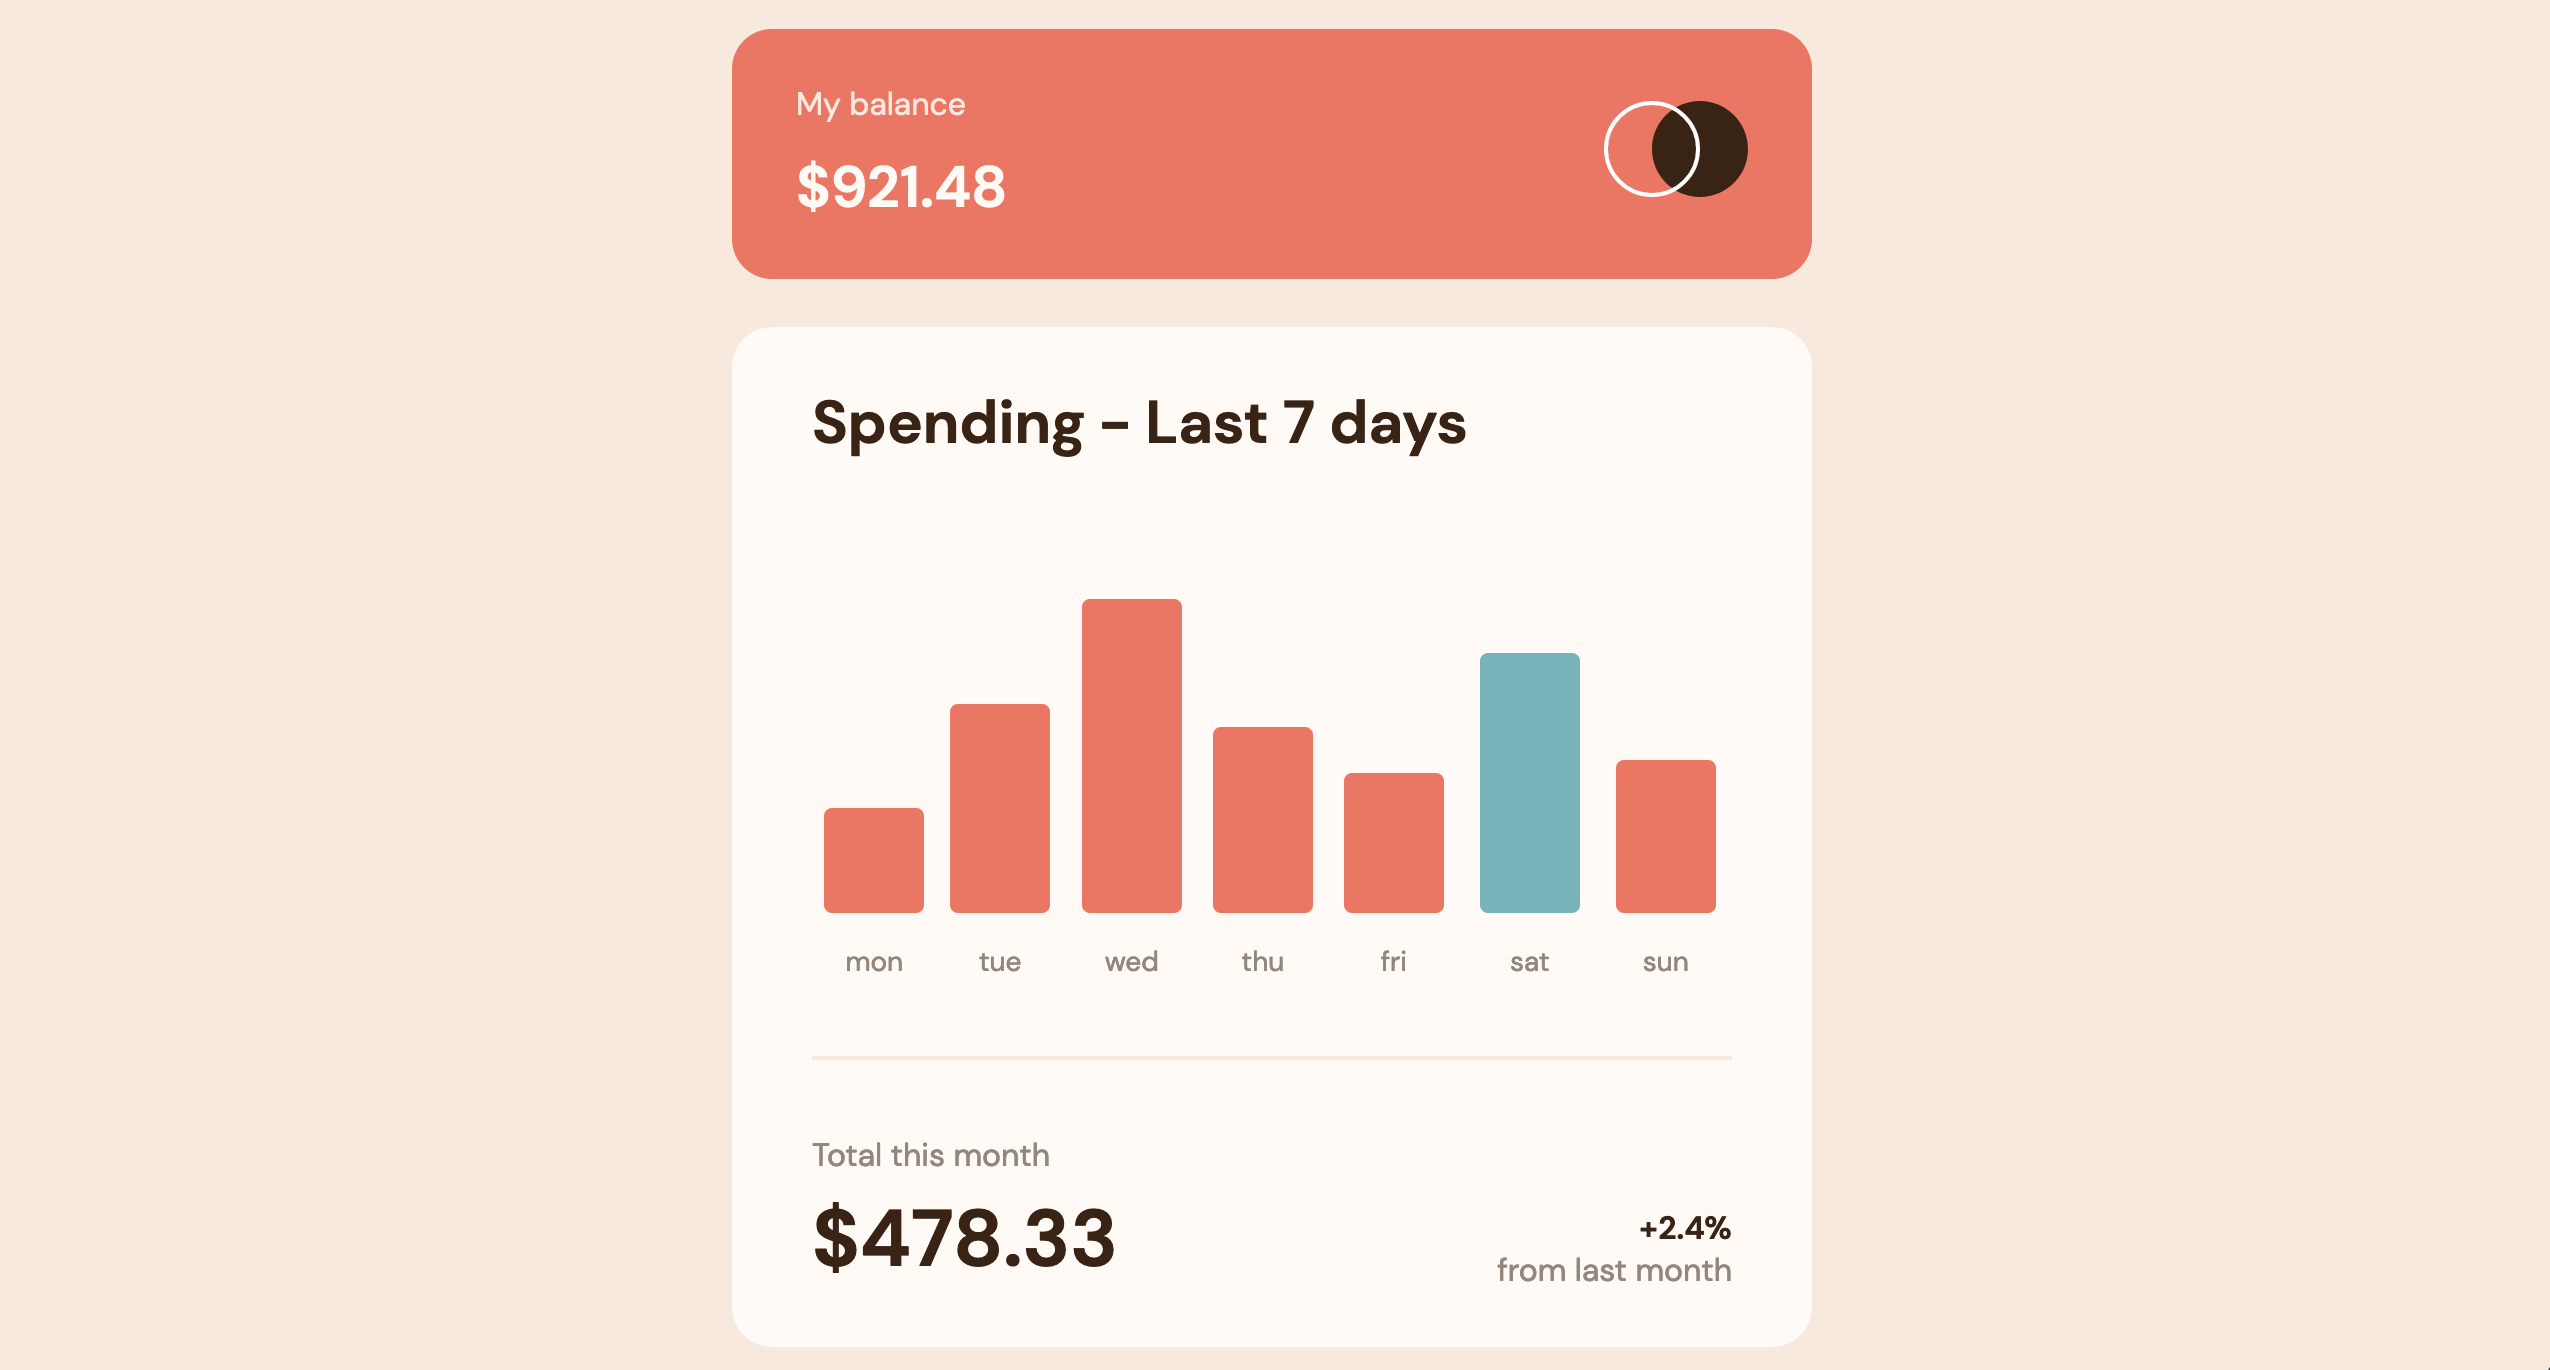 My balance
$921.48
Spending - Last 7 days
mon tue wed thu fri sat sun
Total this month
$478.33
+2.4%
from last month